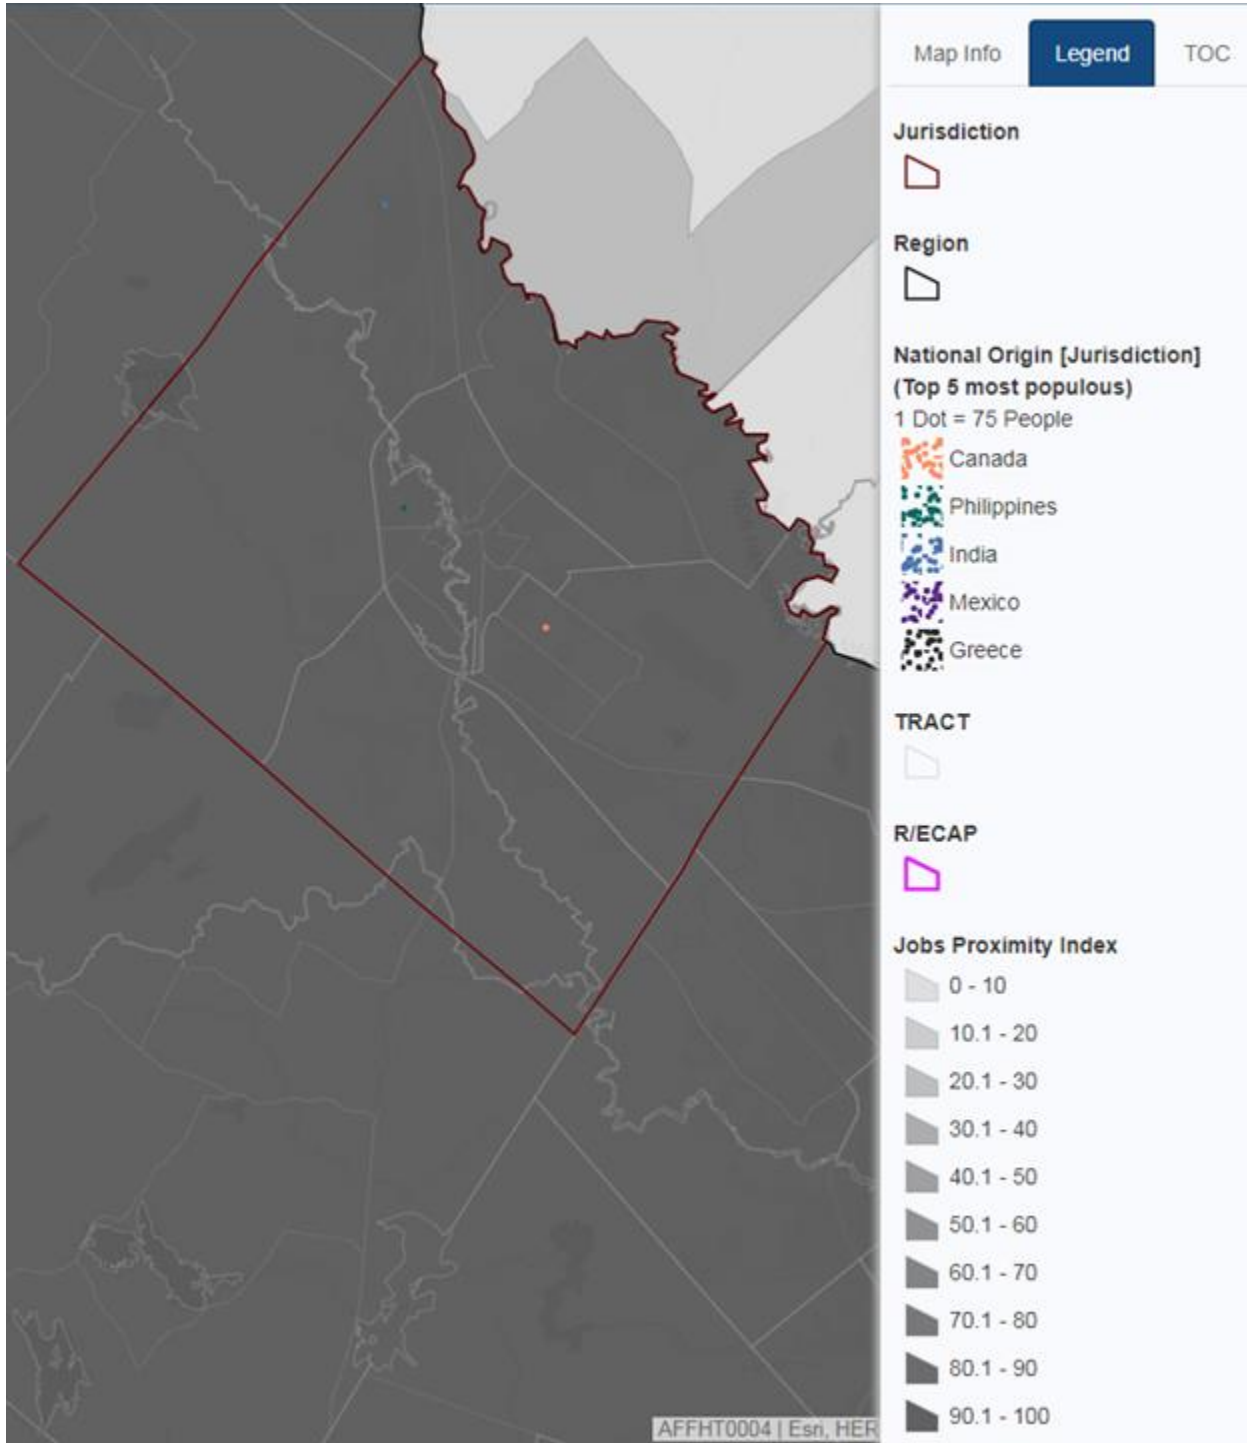 Map Info Legend TOC
Jurisdiction
Region
National Origin [Jurisdiction]
(Top 5 most populous)
1 Dot = 75 People
Canada
Philippines
India
Mexico
Greece
TRACT
R/ECAP
Jobs Proximity Index
0 - 10
10.1 - 20
20.1 - 30
30.1 - 40
40.1 - 50
50.1 - 60
60.1 - 70
70.1 - 80
80.1 - 90
90.1 - 100
AFFHT0004 | Esri, HER